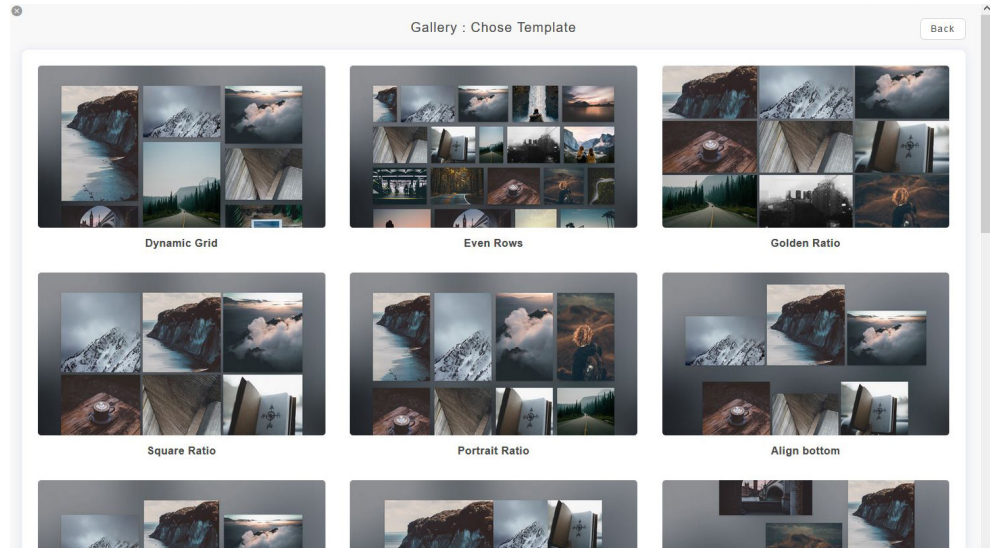 Gallery : Chose Template
Back
Dynamic Grid
Even Rows
Golden Ratio
Square Ratio
Portrait Ratio
Align bottom